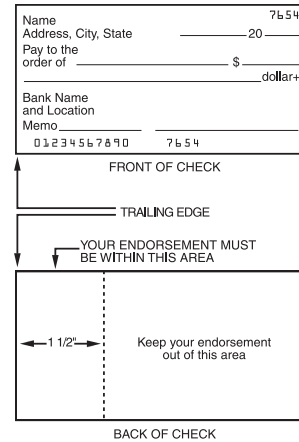 Name 7654
Address, City, State 20
Pay to the
order of $
dollar+
Bank Name
and Location
Memo
01234567890 7654
FRONT OF CHECK
TRAILING EDGE
YOUR ENDORSEMENT MUST
BE WITHIN THIS AREA
1 1/2"
Keep your endorsement
out of this area
BACK OF CHECK